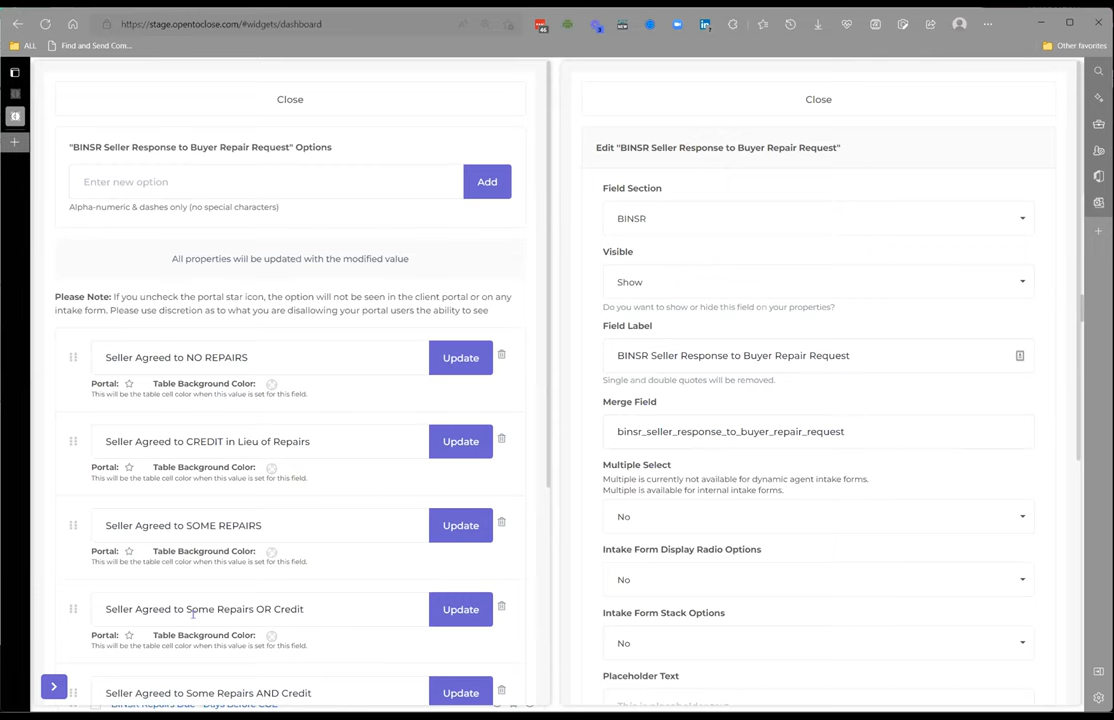 https://stage.opentoclose.com/#widgets/dashboard
ALL
Find and Send Com...
Other favorites
Close
"BINSR Seller Response to Buyer Repair Request" Options
Enter new option
Add
Alpha-numeric & dashes only (no special characters)
All properties will be updated with the modified value
Please Note: If you uncheck the portal star icon, the option will not be seen in the client portal or on any
intake form. Please use discretion as to what you are disallowing your portal users the ability to see
Seller Agreed to NO REPAIRS
Update
Portal:
Table Background Color:
This will be the table cell color when this value is set for this field.
Seller Agreed to CREDIT in Lieu of Repairs
Update
Portal:
Table Background Color:
This will be the table cell color when this value is set for this field.
Seller Agreed to SOME REPAIRS
Update
Portal:
Table Background Color:
This will be the table cell color when this value is set for this field.
Seller Agreed to Some Repairs OR Credit
Update
Portal:
Table Background Color:
This will be the table cell color when this value is set for this field.
Seller Agreed to Some Repairs AND Credit
Update
BINSR Repairs Due - Days Before COE
Close
Edit "BINSR Seller Response to Buyer Repair Request"
Field Section
BINSR
Visible
Show
Do you want to show or hide this field on your properties?
Field Label
BINSR Seller Response to Buyer Repair Request
Single and double quotes will be removed.
Merge Field
binsr_seller_response_to_buyer_repair_request
Multiple Select
Multiple is currently not available for dynamic agent intake forms.
Multiple is available for internal intake forms.
No
Intake Form Display Radio Options
No
Intake Form Stack Options
No
Placeholder Text
This is placeholder text